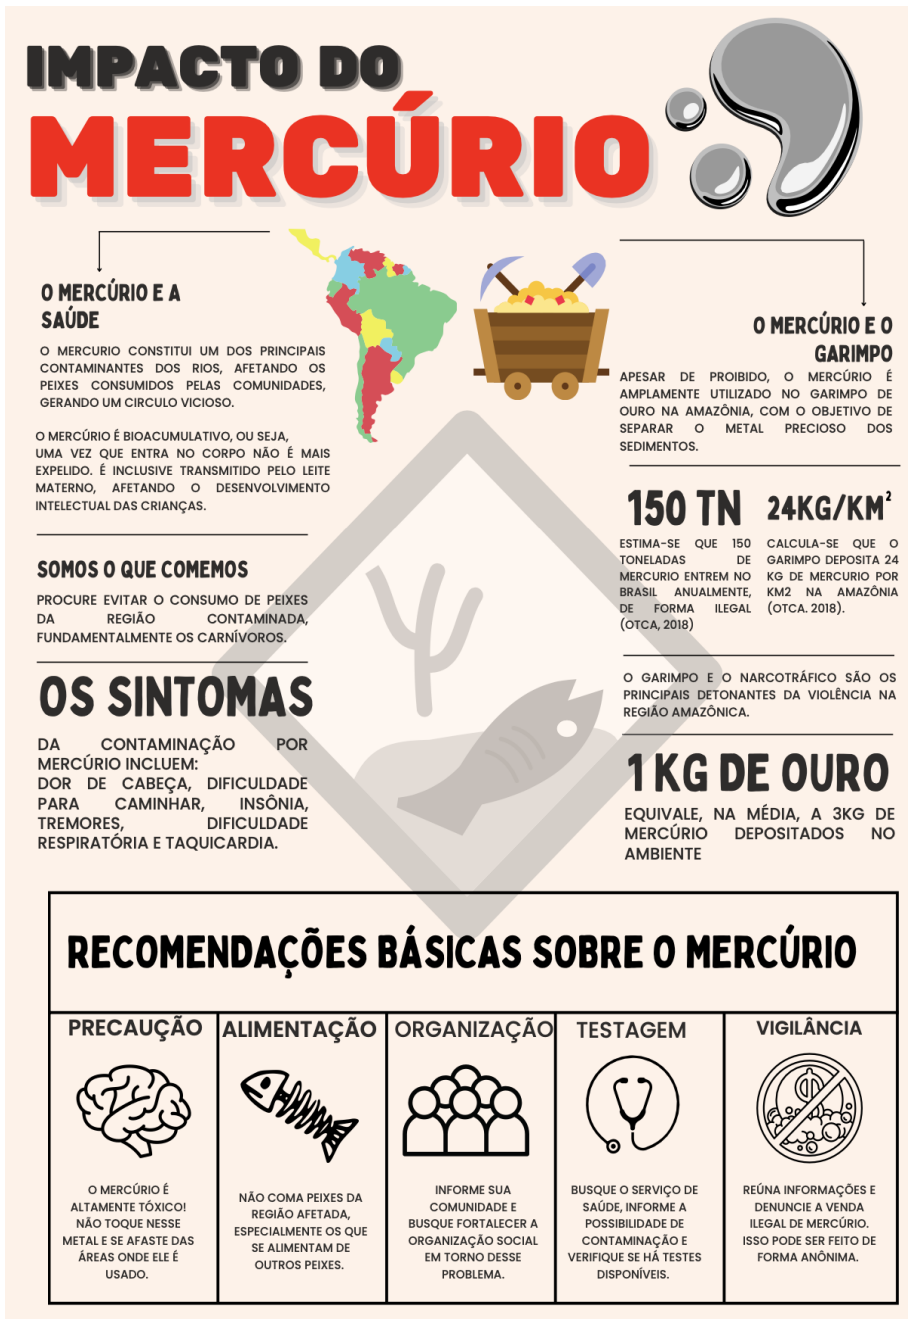 IMPACTO DO
MERCÚRIO
O MERCÚRIO E A
SAÚDE
O MERCURIO CONSTITUI UM DOS PRINCIPAIS
CONTAMINANTES DOS RIOS, AFETANDO OS
PEIXES CONSUMIDOS PELAS COMUNIDADES,
GERANDO UM CIRCULO VICIOSO.
O MERCÚRIO É BIOACUMULATIVO, OU SEJA,
UMA VEZ QUE ENTRA NO CORPO NÃO É MAIS
EXPELIDO. É INCLUSIVE TRANSMITIDO PELO LEITE
MATERNO, AFETANDO O DESENVOLVIMENTO
INTELECTUAL DAS CRIANÇAS.
SOMOS O QUE COMEMOS
PROCURE EVITAR O CONSUMO DE PEIXES
DA REGIÃO CONTAMINADA,
FUNDAMENTALMENTE OS CARNÍVOROS.
OS SINTOMAS
DA CONTAMINAÇÃO POR
MERCÚRIO INCLUEM:
DOR DE CABEÇA, DIFICULDADE
PARA CAMINHAR, INSÔNIA,
TREMORES, DIFICULDADE
RESPIRATÓRIA E TAQUICARDIA.
O MERCÚRIO E O
GARIMPO
APESAR DE PROIBIDO, O MERCÚRIO É
AMPLAMENTE UTILIZADO NO GARIMPO DE
OURO NA AMAZÔNIA, COM O OBJETIVO DE
SEPARAR O METAL PRECIOSO DOS
SEDIMENTOS.
150 TN
ESTIMA-SE QUE 150
TONELADAS DE
MERCURIO ENTREM NO
BRASIL ANUALMENTE,
DE FORMA ILEGAL
(OTCA, 2018)
24KG/KM²
CALCULA-SE QUE O
GARIMPO DEPOSITA 24
KG DE MERCURIO POR
KM2 NA AMAZÔNIA
(OTCA. 2018).
O GARIMPO E O NARCOTRÁFICO SÃO OS
PRINCIPAIS DETONANTES DA VIOLÊNCIA NA
REGIÃO AMAZÔNICA.
1 KG DE OURO
EQUIVALE, NA MÉDIA, A 3KG DE
MERCÚRIO DEPOSITADOS NO
AMBIENTE
RECOMENDAÇÕES BÁSICAS SOBRE O MERCÚRIO
PRECAUÇÃO
O MERCÚRIO É
ALTAMENTE TÓXICO!
NÃO TOQUE NESSE
METAL E SE AFASTE DAS
ÁREAS ONDE ELE É
USADO.
ALIMENTAÇÃO
NÃO COMA PEIXES DA
REGIÃO AFETADA,
ESPECIALMENTE OS QUE
SE ALIMENTAM DE
OUTROS PEIXES.
ORGANIZAÇÃO
INFORME SUA
COMUNIDADE E
BUSQUE FORTALECER A
ORGANIZAÇÃO SOCIAL
EM TORNO DESSE
PROBLEMA.
TESTAGEM
BUSQUE O SERVIÇO DE
SAÚDE, INFORME A
POSSIBILIDADE DE
CONTAMINAÇÃO E
VERIFIQUE SE HÁ TESTES
DISPONÍVEIS.
VIGILÂNCIA
REÚNA INFORMAÇÕES E
DENUNCIE A VENDA
ILEGAL DE MERCÚRIO.
ISSO PODE SER FEITO DE
FORMA ANÔNIMA.